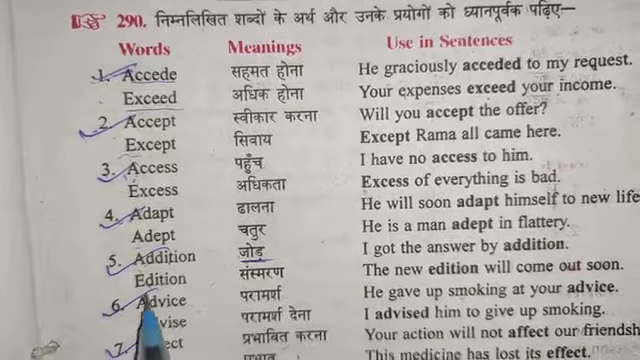 290. निम्नलिखित शब्दों के अर्थ और उनके प्रयोगों को ध्यानपूर्वक पढ़िए—
Words Meanings Use in Sentences
1. Accede सहमत होना He graciously acceded to my request.
Exceed अधिक होना Your expenses exceed your income.
2. Accept स्वीकार करना Will you accept the offer?
Except सिवाय Except Rama all came here.
3. Access पहुँच I have no access to him.
Excess अधिकता Excess of everything is bad.
4. Adapt ढालना He will soon adapt himself to new life
Adept चतुर He is a man adept in flattery.
5. Addition जोड़ I got the answer by addition.
Edition संस्मरण The new edition will come out soon.
6. Advice परामर्श He gave up smoking at your advice.
vise परामर्श देना I advised him to give up smoking.
7. ect प्रभावित करना Your action will not affect our friendsh
This medicine has lost its effect.